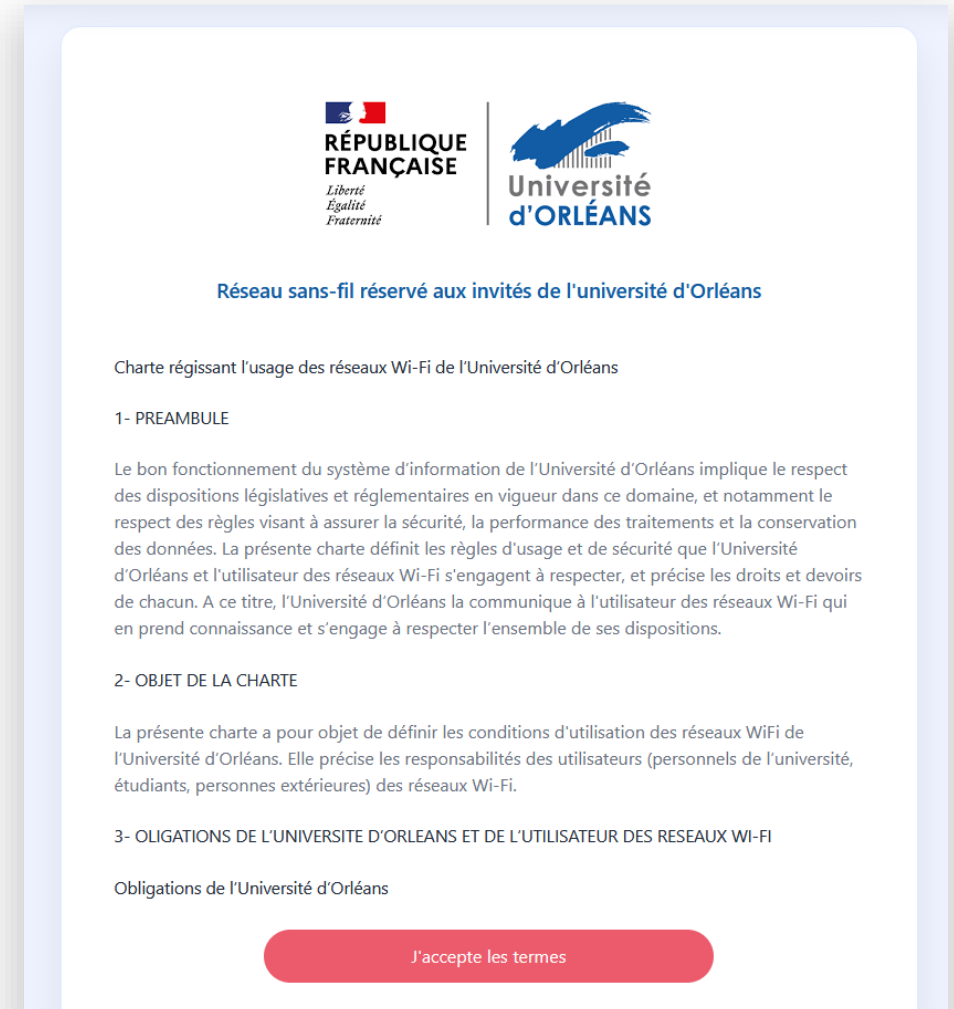 RÉPUBLIQUE
FRANÇAISE
Liberté
Égalité
Fraternité
Université
d'ORLÉANS
Réseau sans-fil réservé aux invités de l'université d'Orléans
Charte régissant l’usage des réseaux Wi-Fi de l’Université d’Orléans
1- PREAMBULE
Le bon fonctionnement du système d’information de l’Université d’Orléans implique le respect
des dispositions législatives et réglementaires en vigueur dans ce domaine, et notamment le
respect des règles visant à assurer la sécurité, la performance des traitements et la conservation
des données. La présente charte définit les règles d'usage et de sécurité que l’Université
d’Orléans et l'utilisateur des réseaux Wi-Fi s'engagent à respecter, et précise les droits et devoirs
de chacun. A ce titre, l’Université d’Orléans la communique à l'utilisateur des réseaux Wi-Fi qui
en prend connaissance et s’engage à respecter l’ensemble de ses dispositions.
2- OBJET DE LA CHARTE
La présente charte a pour objet de définir les conditions d'utilisation des réseaux WiFi de
l’Université d’Orléans. Elle précise les responsabilités des utilisateurs (personnels de l’université,
étudiants, personnes extérieures) des réseaux Wi-Fi.
3- OLIGATIONS DE L’UNIVERSITE D’ORLEANS ET DE L’UTILISATEUR DES RESEAUX WI-FI
Obligations de l’Université d’Orléans
J'accepte les termes